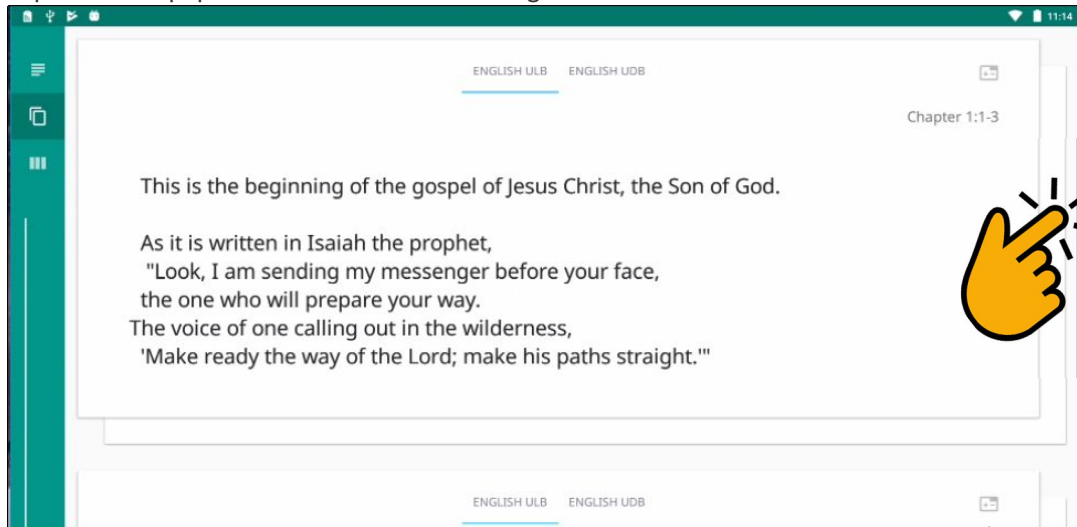 11:14
ENGLISH ULB ENGLISH UDB
Chapter 1:1-3
This is the beginning of the gospel of Jesus Christ, the Son of God.
As it is written in Isaiah the prophet,
"Look, I am sending my messenger before your face,
the one who will prepare your way.
The voice of one calling out in the wilderness,
'Make ready the way of the Lord; make his paths straight.'"
ENGLISH ULB ENGLISH UDB